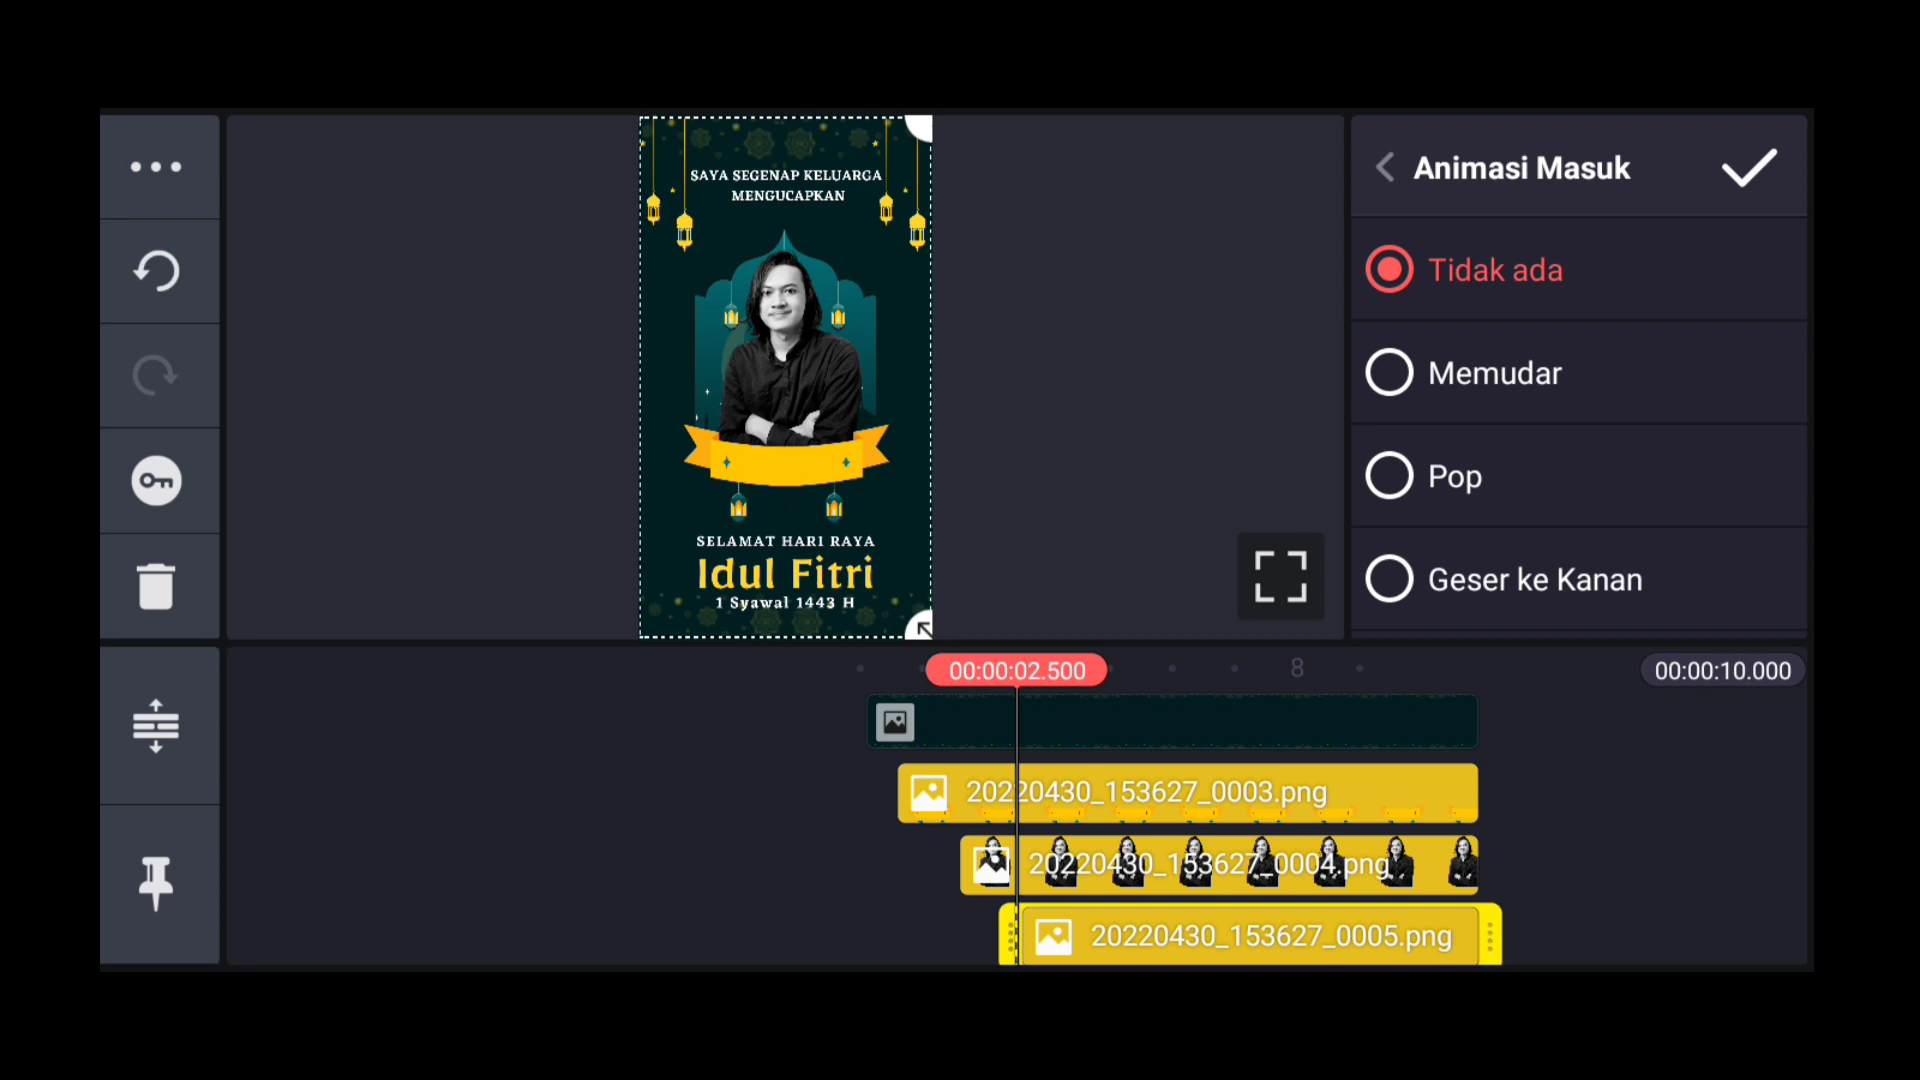 SAYA SEGENAP KELUARGA
MENGUCAPKAN
SELAMAT HARI RAYA
Idul Fitri
1 Syawal 1443 H
Animasi Masuk
Tidak ada
Memudar
Pop
Geser ke Kanan
00:00:02.500
8
00:00:10.000
20220430_153627_0003.png
20220430_153627_0004.png
20220430_153627_0005.png